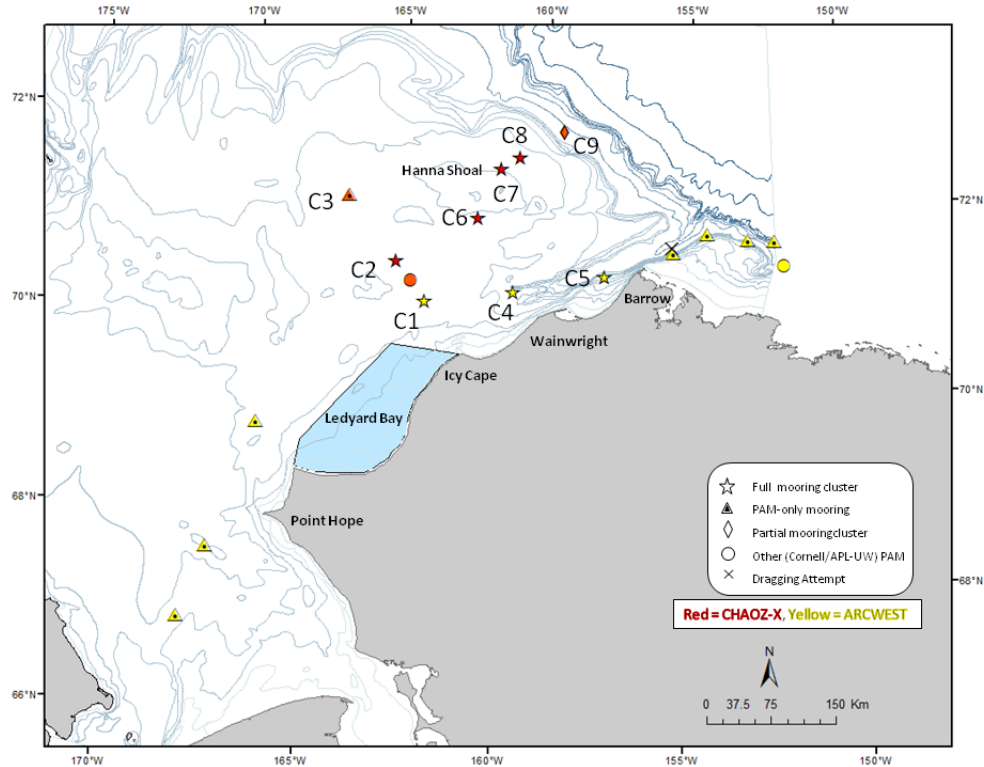 175°W 170°W 165°W 160°W 155°W 150°W
72°N
C8
C9
Hanna Shoal
C7
C3
72°N
C6
C2
C5
70°N
Barrow
C4
C1
Wainwright
Icy Cape
70°N
Ledyard Bay
68°N
Point Hope
Full mooring cluster
PAM-only mooring
Partial mooringcluster
Other (Cornell/APL-UW) PAM
Dragging Attempt
68°N
Red = CHAOZ-X, Yellow = ARCWEST
N
66°N
0 37.5 75 150 Km
170°W 165°W 160°W 155°W 150°W